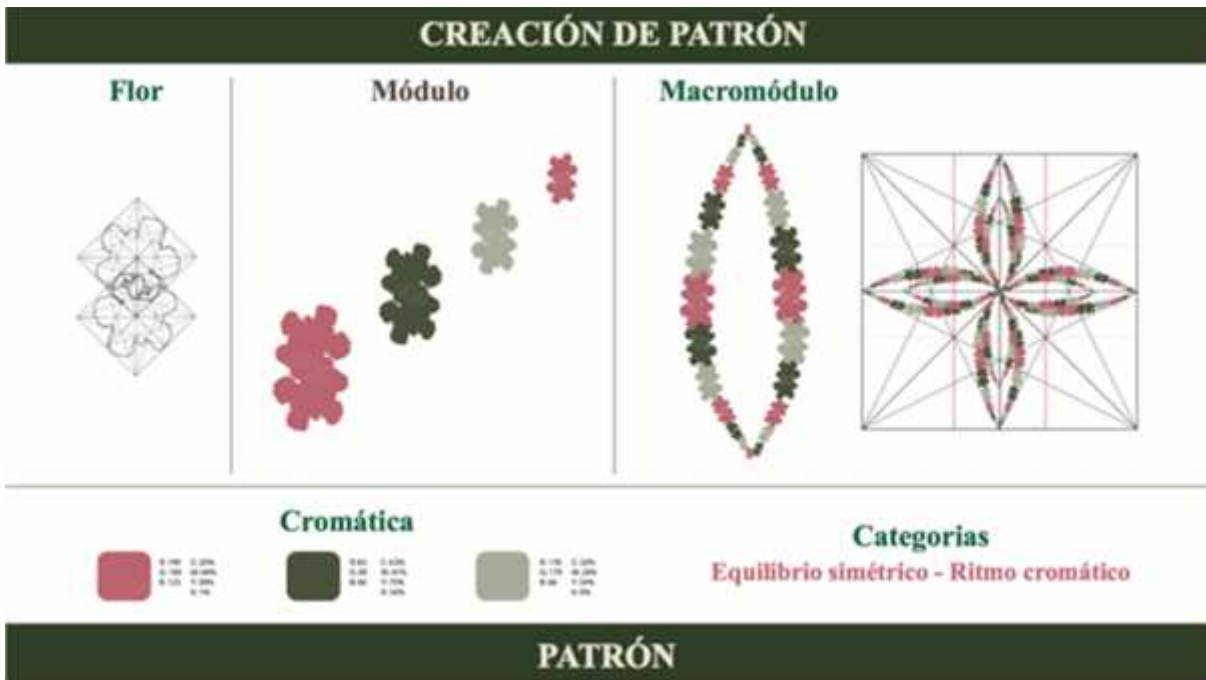 CREACIÓN DE PATRÓN
Flor
Módulo
Macromódulo
Cromática
Categorias
Equilibrio simétrico - Ritmo cromático
PATRÓN